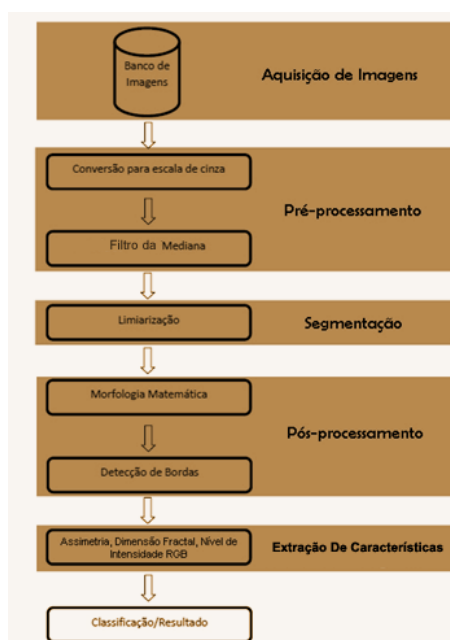 Banco de
Imagens
Aquisição de Imagens
Conversão para escala de cinza
Pré-processamento
Filtro da Mediana
Limiarização
Segmentação
Morfologia Matemática
Pós-processamento
Detecção de Bordas
Assimetria, Dimensão Fractal, Nível de
Intensidade RGB
Extração De Características
Classificação/Resultado